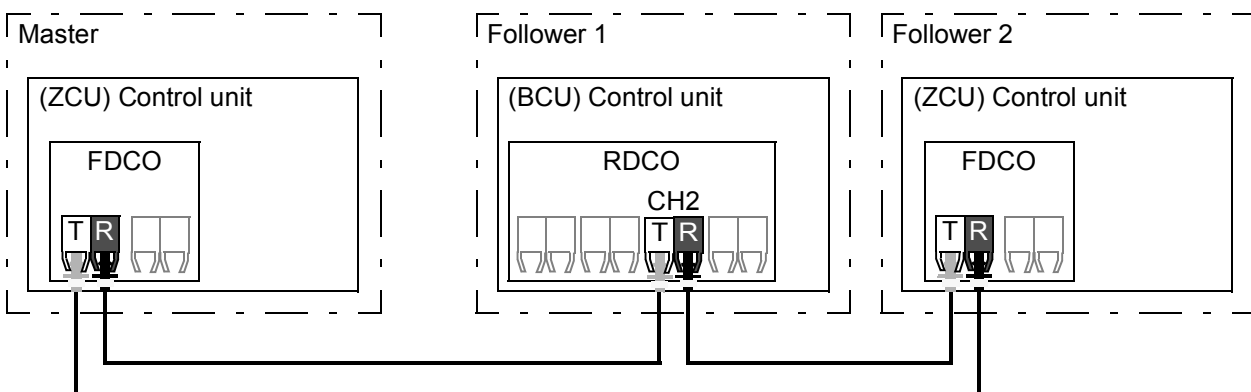 Master
(ZCU) Control unit
FDCO
T R
Follower 1
(BCU) Control unit
RDCO
CH2
T R
Follower 2
(ZCU) Control unit
FDCO
T R